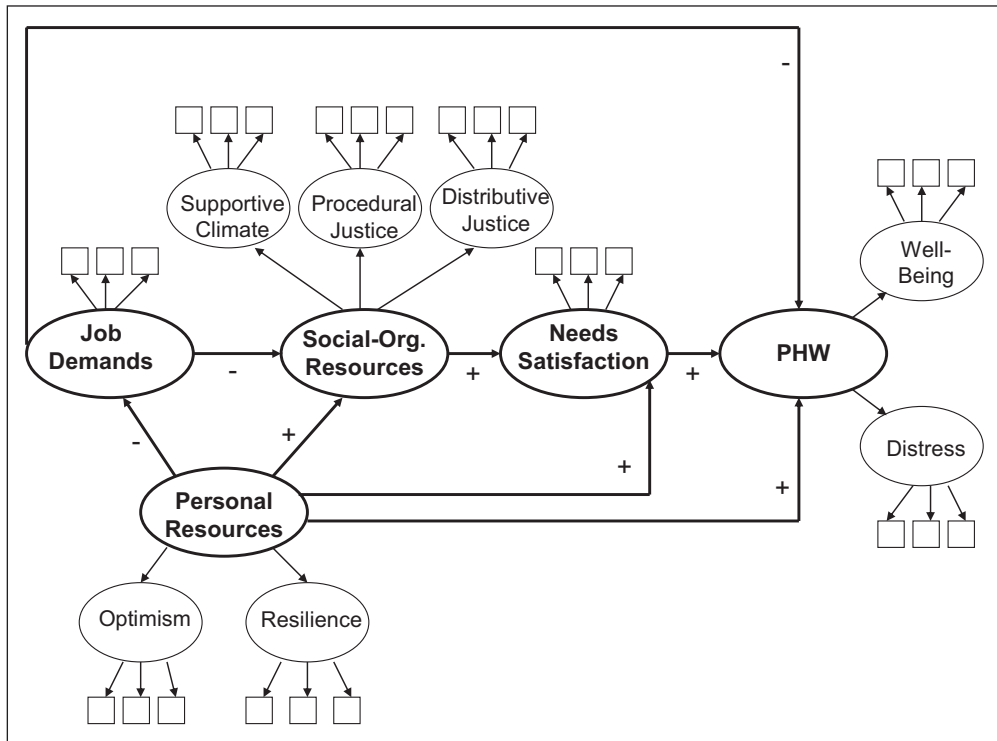 -
Supportive
Climate
Procedural
Justice
Distributive
Justice
Well-
Being
Job
Demands
Social-Org.
Resources
Needs
Satisfaction
PHW
-
+
+
-
+
+
+
Distress
Personal
Resources
Optimism
Resilience